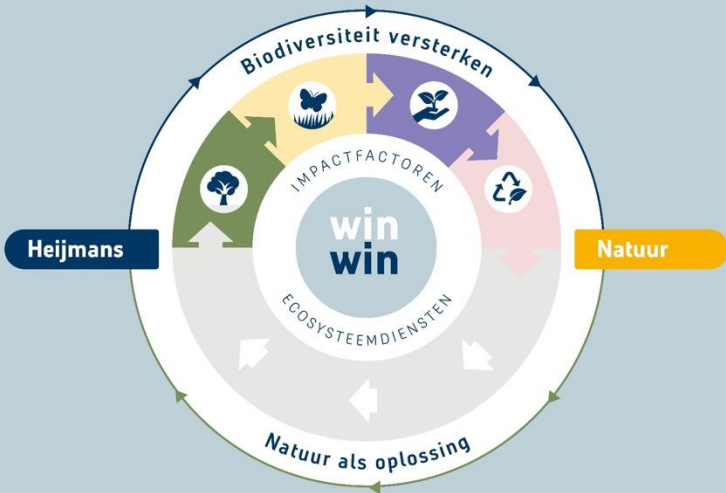 Biodiversiteit versterken
IMPACTFACTOREN
win
win
Heijmans
Natuur
ECOSYSTEEMDIENSTEN
Natuur als oplossing